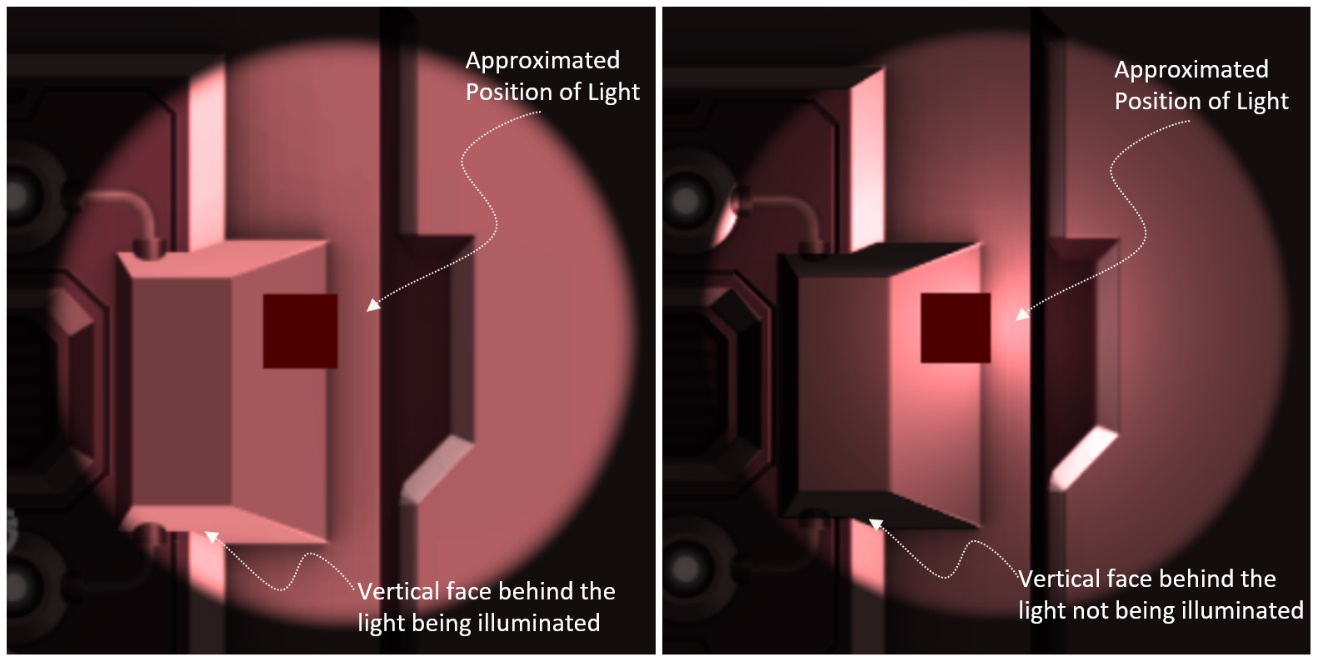 Approximated
Position of Light
Vertical face behind the
light being illuminated
Approximated
Position of Light
Vertical face behind the
light not being illuminated